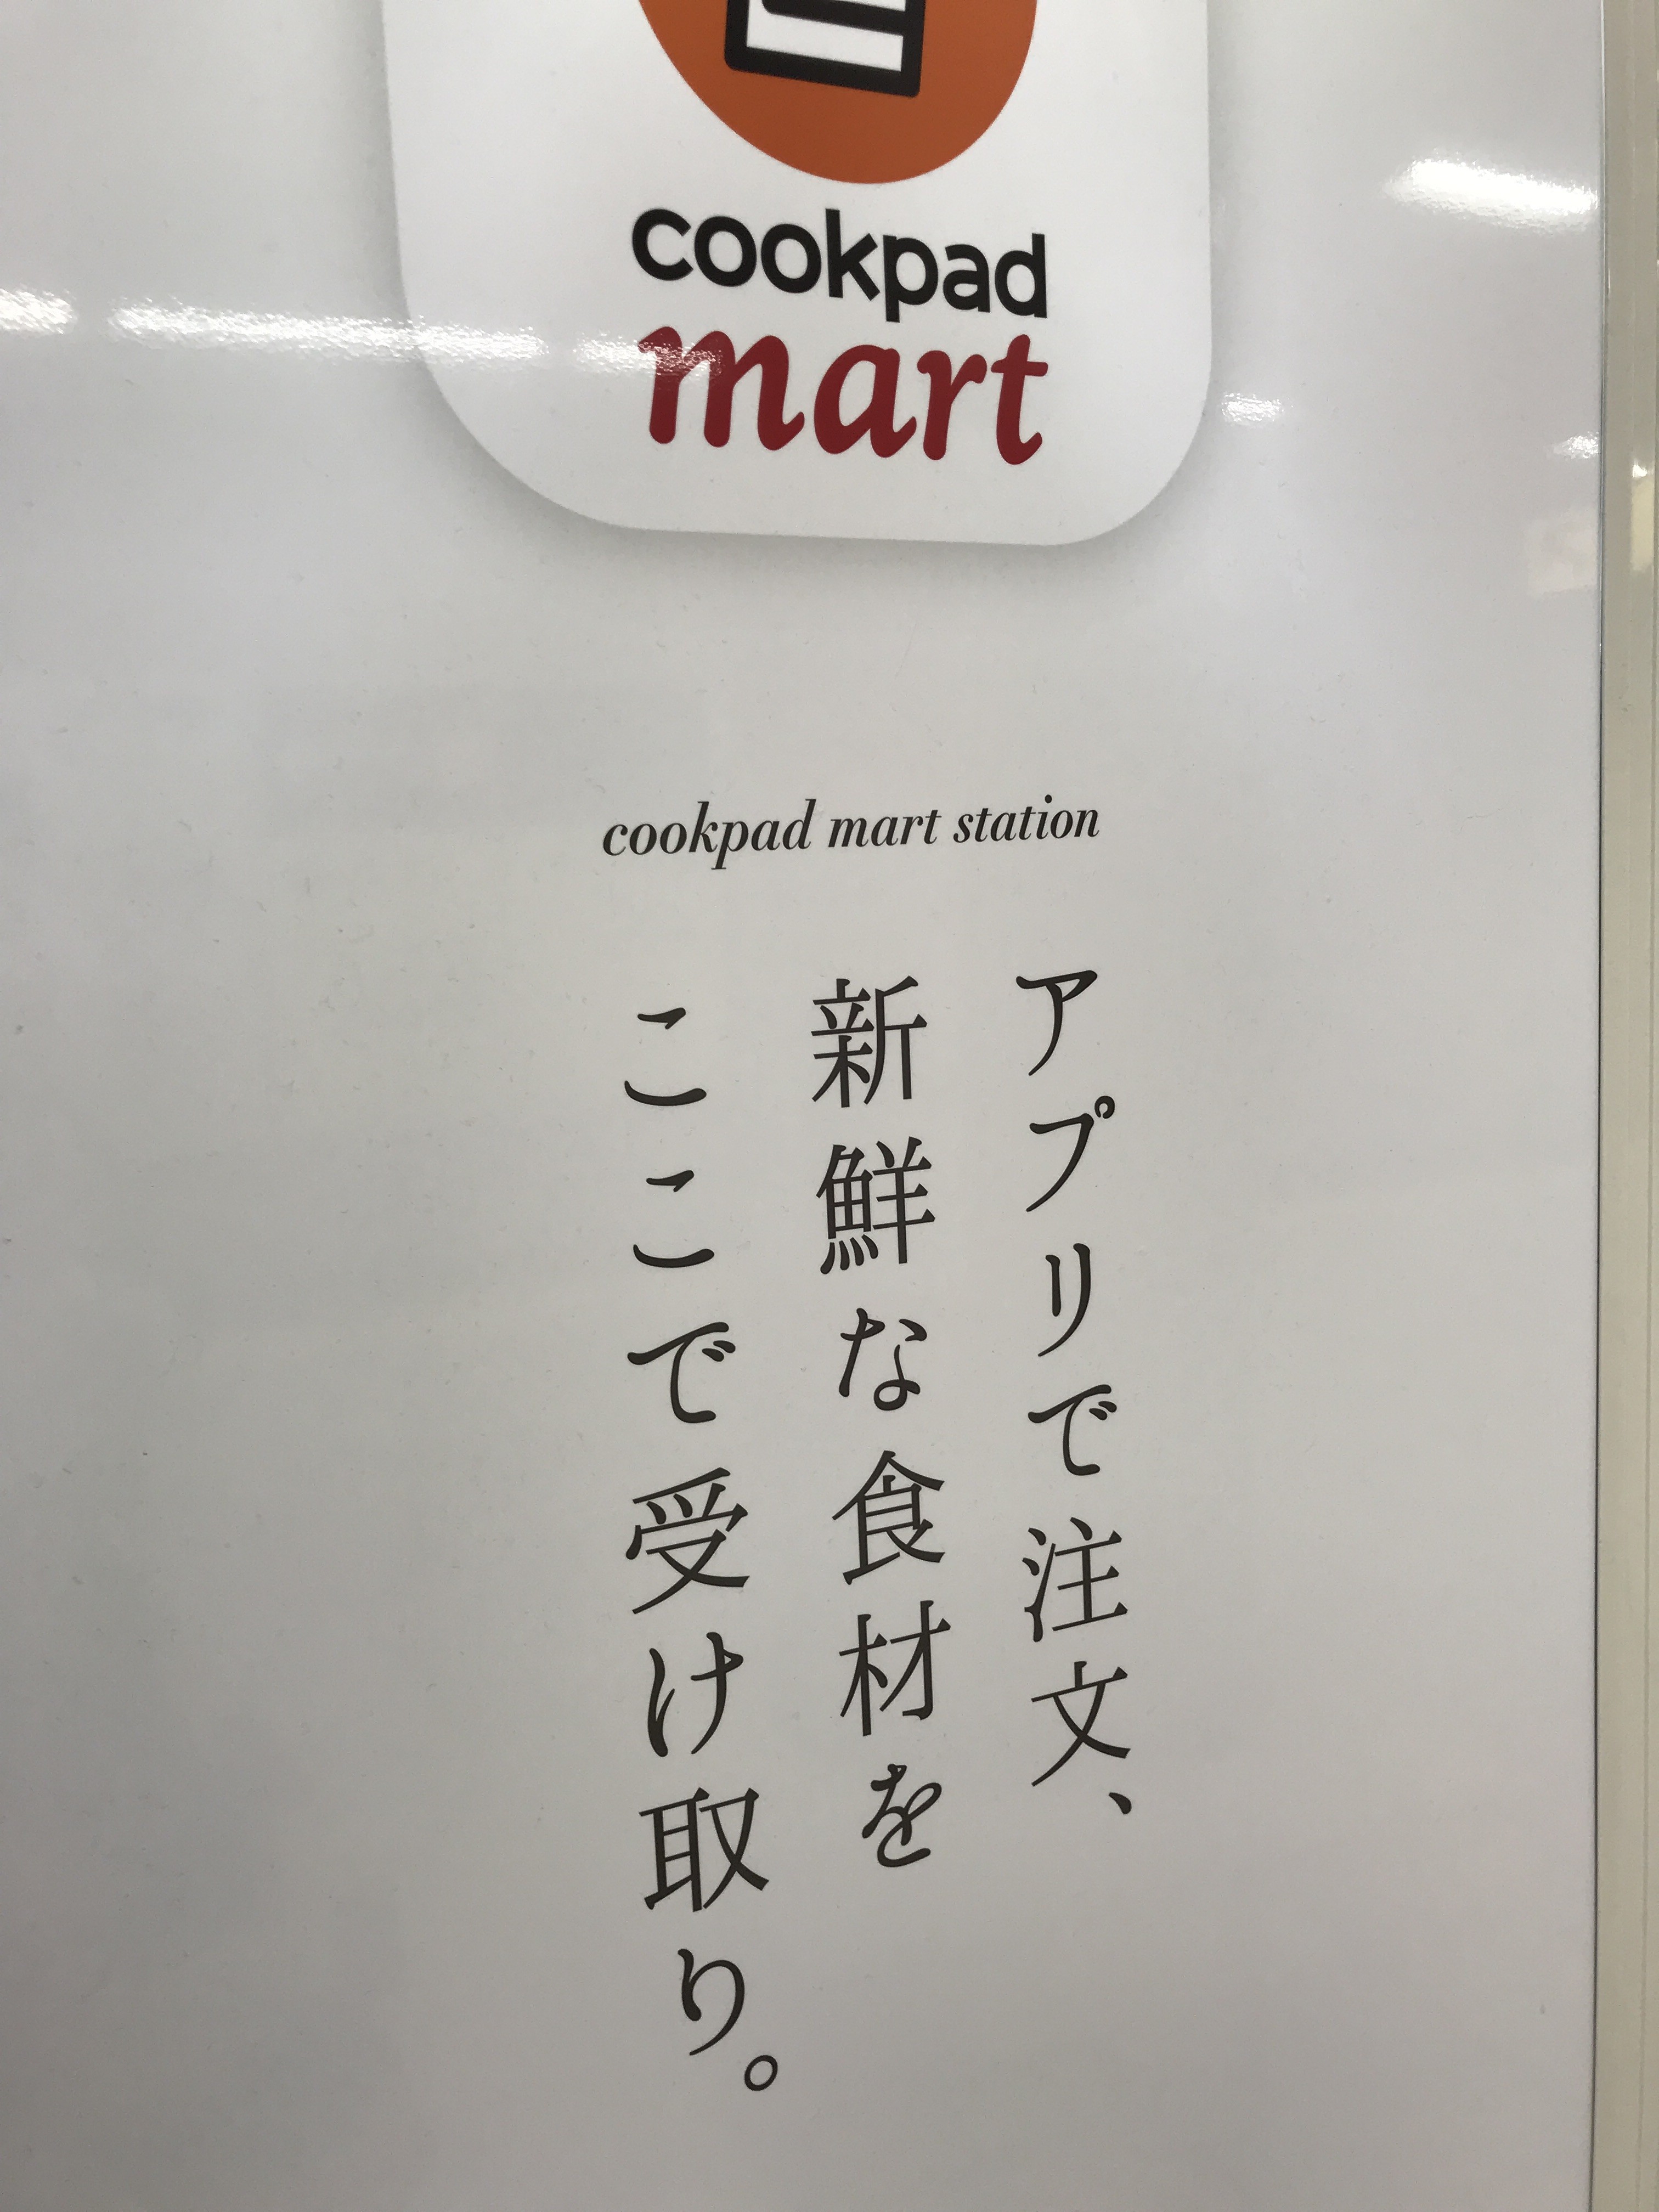 cookpad
mart
cookpad mart station
アプリで注文、
新鮮な食材を
ここで受け取り。